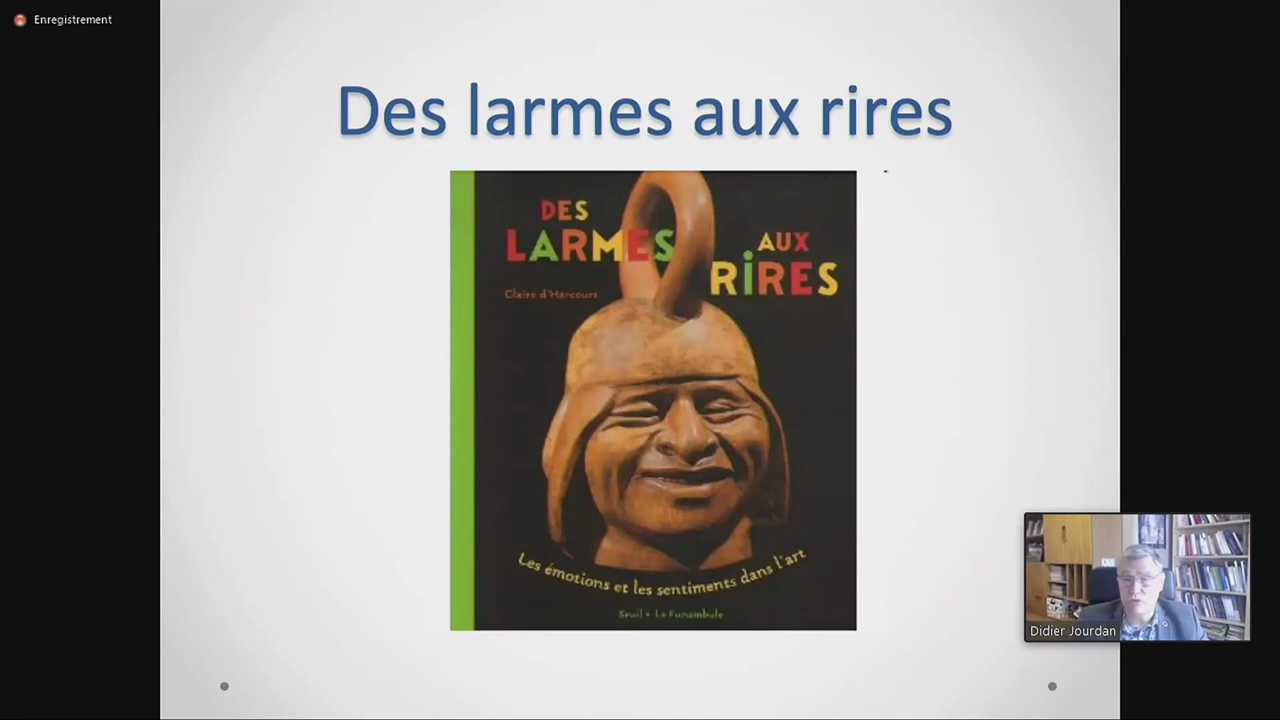 Enregistrement
Des larmes aux rires
DES
LARMES
AUX
RIRES
Claire d'Harcourt
Les émotions et les sentiments dans l'art
Seuil • Le Funambule
Didier Jourdan